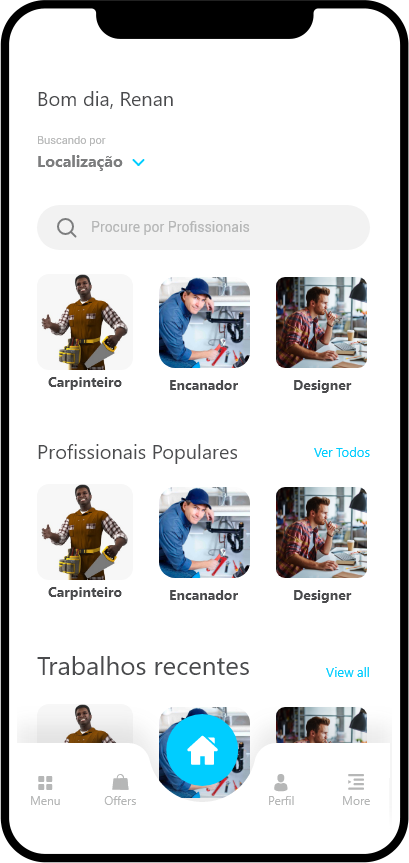 Bom dia, Renan
Buscando por
Localização
Procure por Profissionais
Carpinteiro
Encanador
Designer
Profissionais Populares
Ver Todos
Carpinteiro
Encanador
Designer
Trabalhos recentes
View all
Menu
Offers
Perfil
More